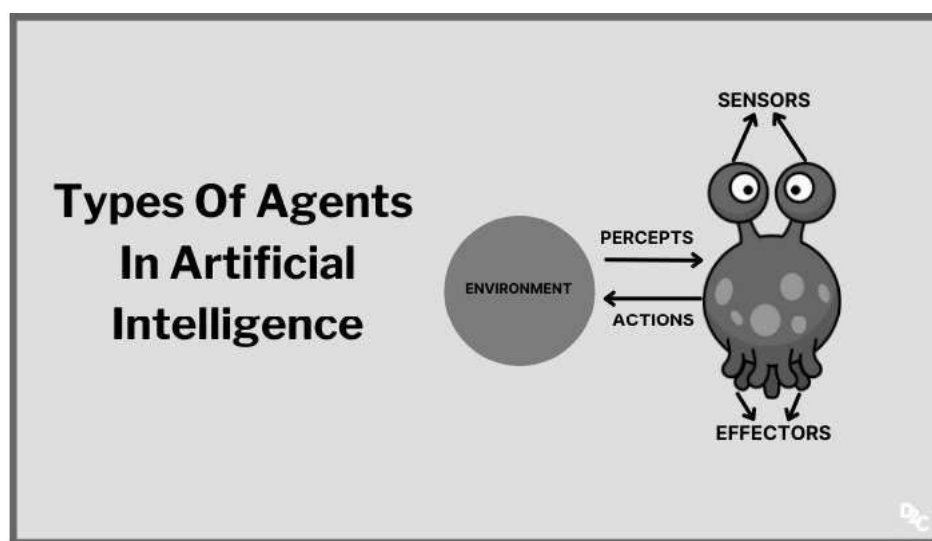 Types Of Agents
In Artificial
Intelligence
SENSORS
PERCEPTS
ENVIRONMENT
ACTIONS
EFFECTORS